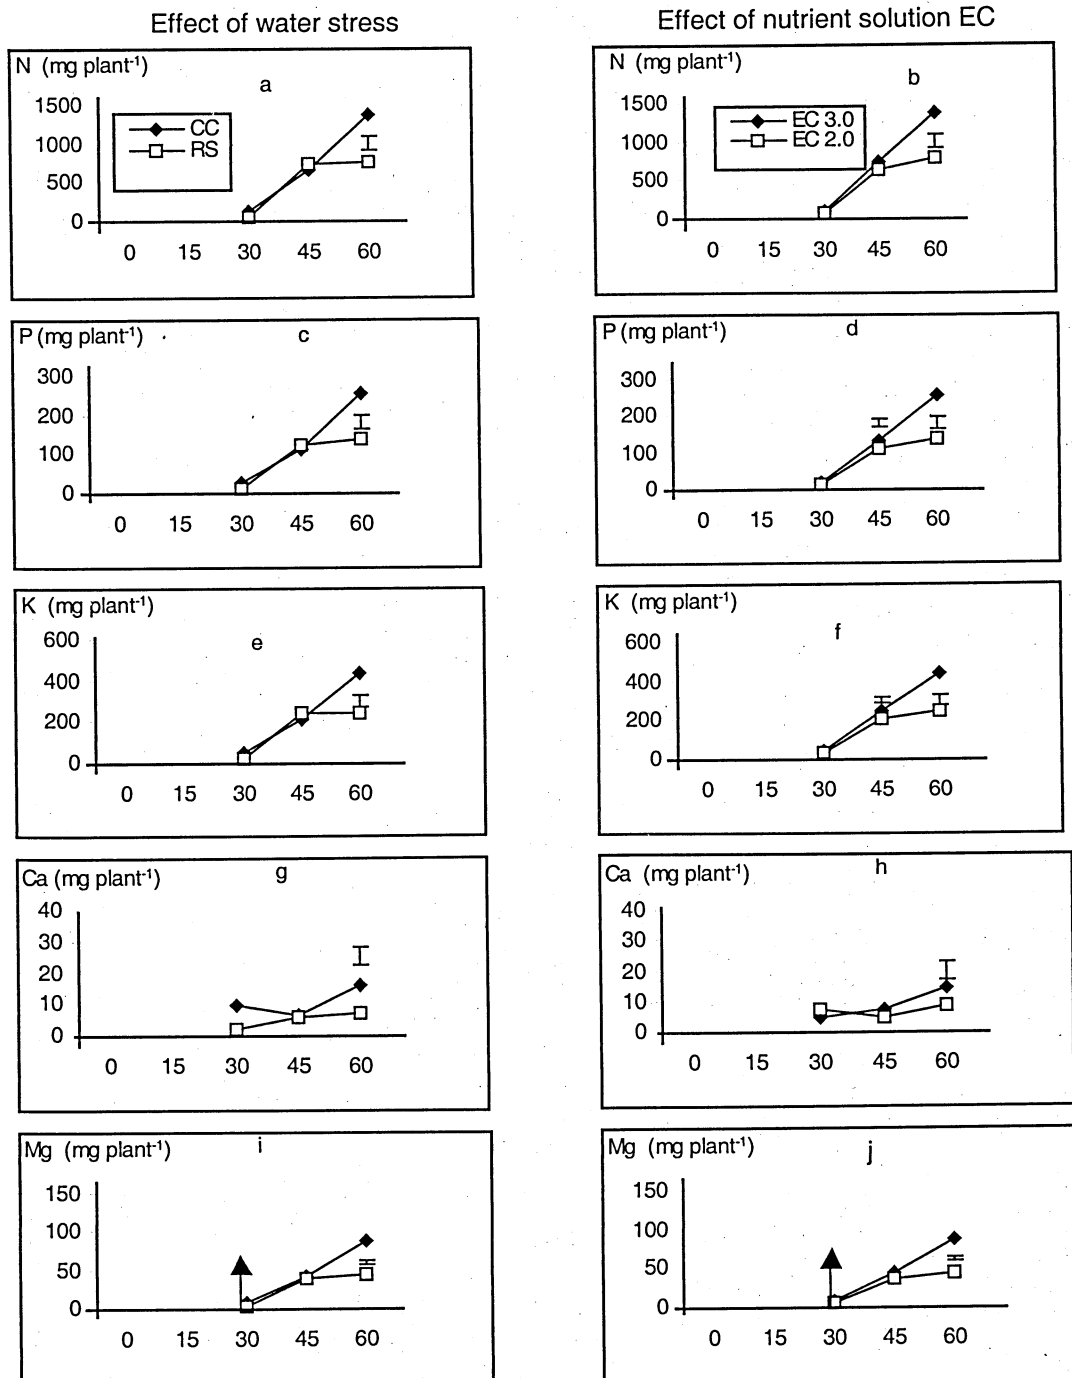 Effect of water stress
Effect of nutrient solution EC
N (mg plant-1)
a
1500
1000
500
0
CC
RS
0 15 30 45 60
N (mg plant-1)
b
1500
1000
500
0
EC 3.0
EC 2.0
0 15 30 45 60
P (mg plant-1)
c
300
200
100
0
0 15 30 45 60
P (mg plant-1)
d
300
200
100
0
0 15 30 45 60
K (mg plant-1)
e
600
400
200
0
0 15 30 45 60
K (mg plant-1)
f
600
400
200
0
0 15 30 45 60
Ca (mg plant-1)
g
40
30
20
10
0
0 15 30 45 60
Ca (mg plant-1)
h
40
30
20
10
0
0 15 30 45 60
Mg (mg plant-1)
i
150
100
50
0
0 15 30 45 60
Mg (mg plant-1)
j
150
100
50
0
0 15 30 45 60